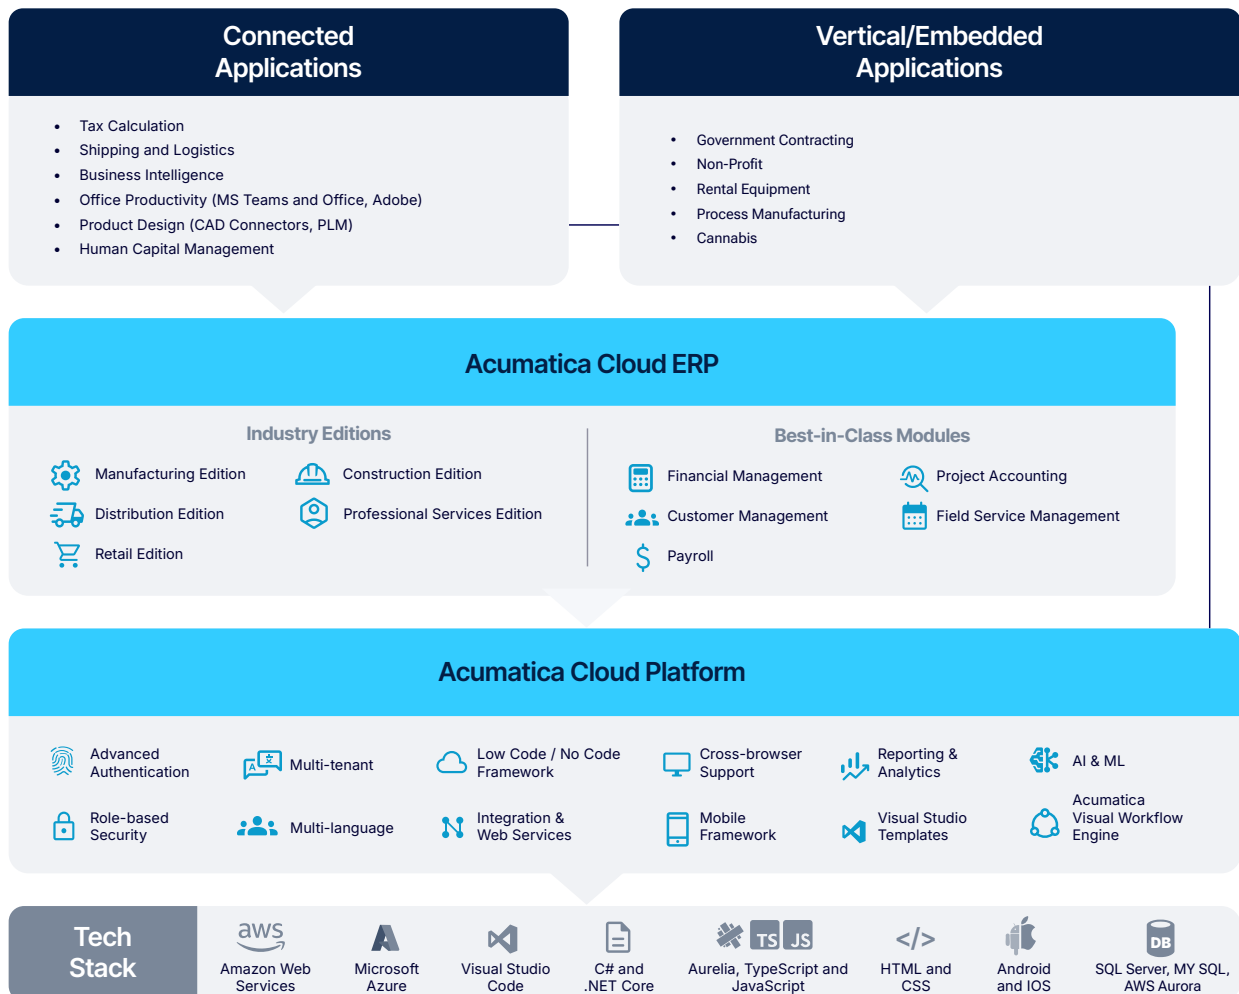 Connected
Applications
Tax Calculation
Shipping and Logistics
Business Intelligence
Office Productivity (MS Teams and Office, Adobe)
Product Design (CAD Connectors, PLM)
Human Capital Management
Vertical/Embedded
Applications
Government Contracting
Non-Profit
Rental Equipment
Process Manufacturing
Cannabis
Acumatica Cloud ERP
Industry Editions
Manufacturing Edition
Construction Edition
Distribution Edition
Professional Services Edition
Retail Edition
Best-in-Class Modules
Financial Management
Project Accounting
Customer Management
Field Service Management
$
Payroll
Acumatica Cloud Platform
Advanced
Authentication
A 文
Multi-tenant
Low Code / No Code
Framework
Cross-browser
Support
Reporting &
Analytics
AI & ML
Role-based
Security
Multi-language
Integration &
Web Services
Mobile
Framework
Visual Studio
Templates
Acumatica
Visual Workflow
Engine
Tech
Stack
aws
Amazon Web
Services
Microsoft
Azure
Visual Studio
Code
C# and
.NET Core
TS JS
Aurelia, TypeScript and
JavaScript
</>
HTML and
CSS
Android
and IOS
DB
SQL Server, MY SQL,
AWS Aurora